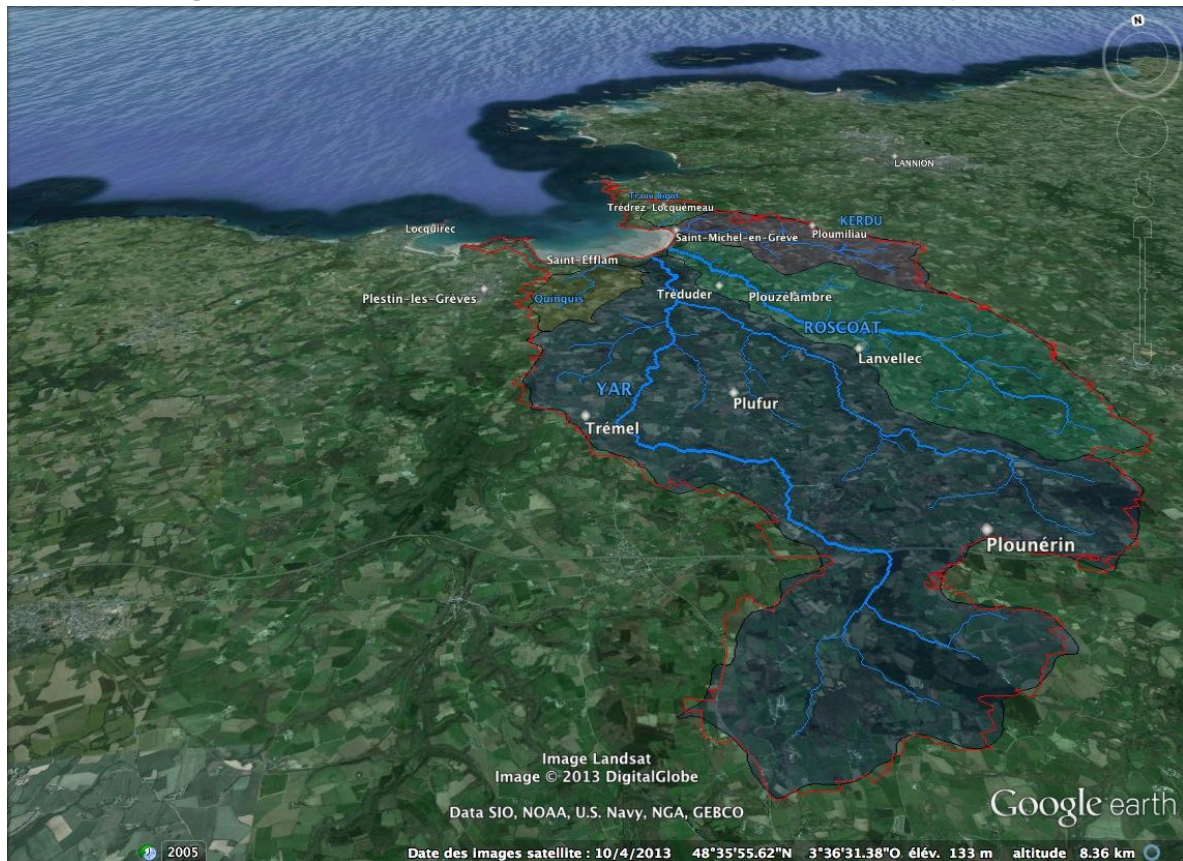 N
LANNION
Traou Bigot
Trédrez-Locquémeau
KERDU
Locquirec
Ploumiliau
Saint-Michel-en-Grève
Saint-Efflam
Tréduder
Plouzélambre
Plestin-les-Grèves
Quinquis
ROSCOAT
Lanvellec
YAR
Plufur
Trémel
Plounérin
Image Landsat
Image © 2013 DigitalGlobe
Data SIO, NOAA, U.S. Navy, NGA, GEBCO
Google earth
2005
Date des images satellite : 10/4/2013 48°35'55.62"N 3°36'31.38"O élév. 133 m altitude 8.36 km